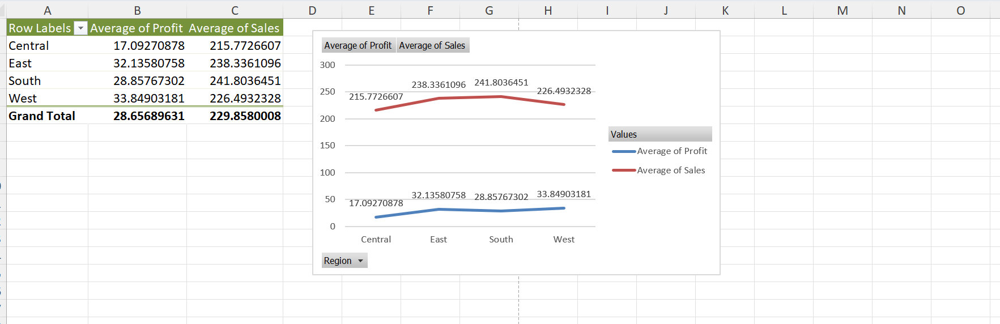 A B C D E F G H I J K L M N O
Row Labels Average of Profit Average of Sales
Central 17.09270878 215.7726607
East 32.13580758 238.3361096
South 28.85767302 241.8036451
West 33.84903181 226.4932328
Grand Total 28.65689631 229.8580008
Average of Profit Average of Sales
300
250
200
150
100
50
0
215.7726607 238.3361096 241.8036451 226.4932328
17.09270878 32.13580758 28.85767302 33.84903181
Central East South West
Values
Average of Profit
Average of Sales
Region